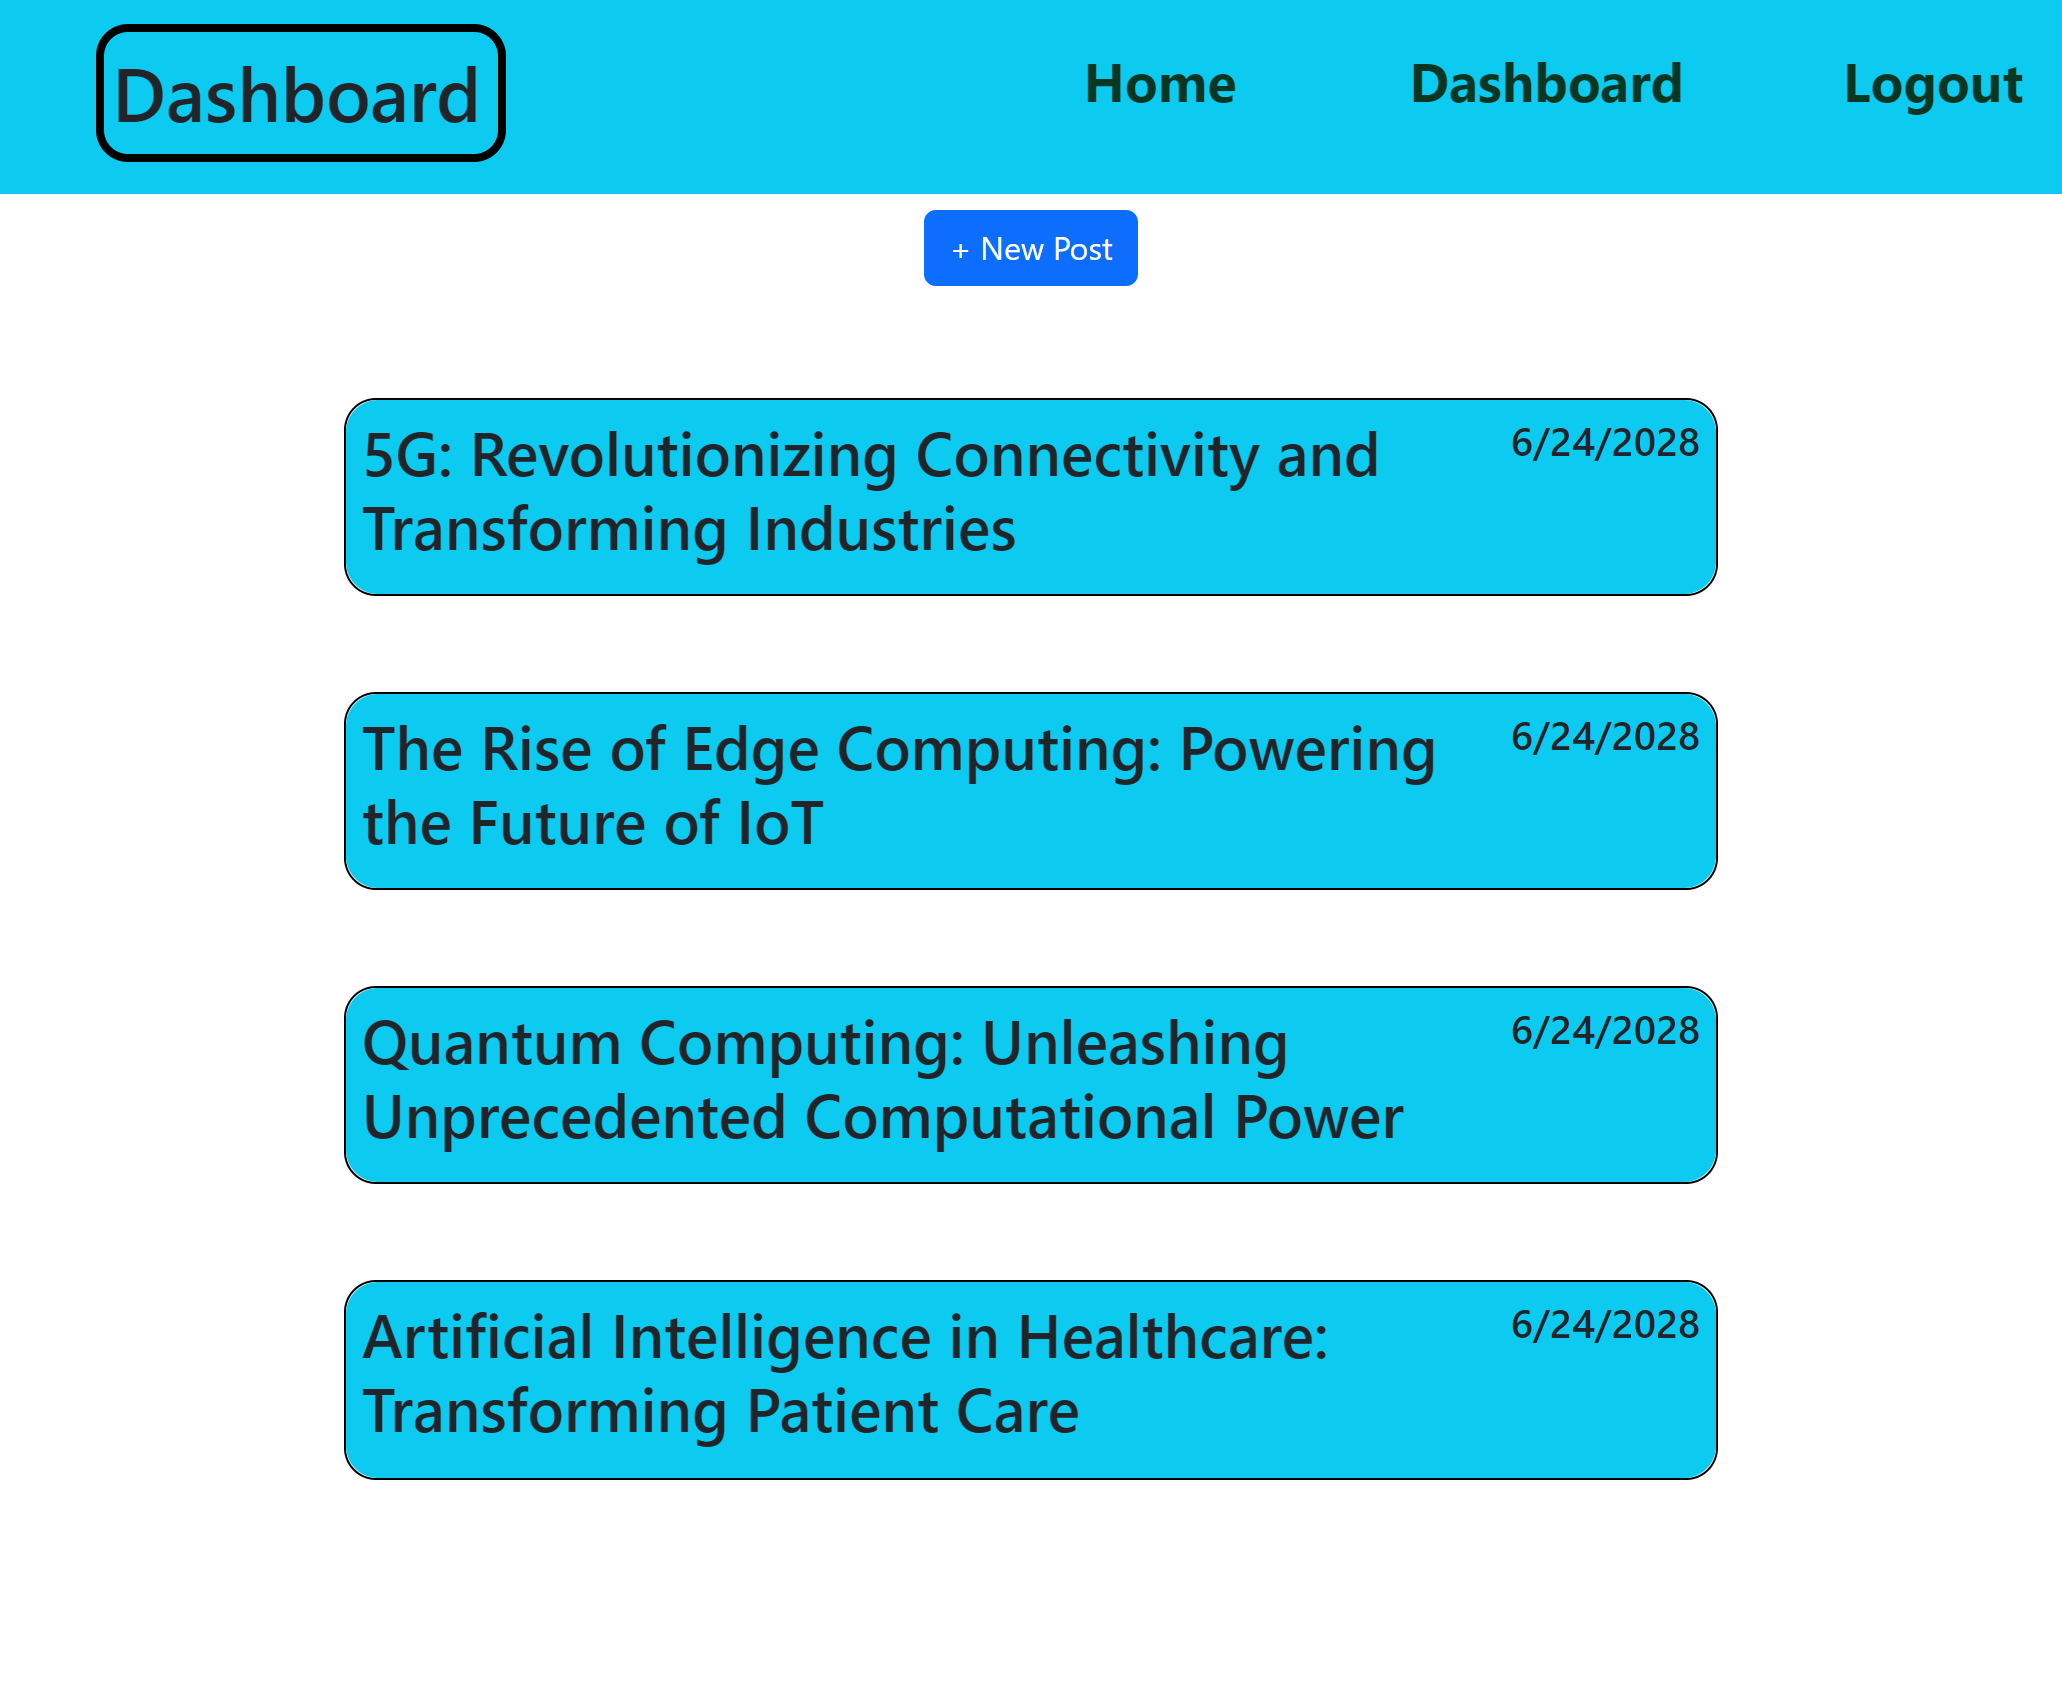 Dashboard
Home Dashboard Logout
+ New Post
5G: Revolutionizing Connectivity and
Transforming Industries
6/24/2028
The Rise of Edge Computing: Powering
the Future of IoT
6/24/2028
Quantum Computing: Unleashing
Unprecedented Computational Power
6/24/2028
Artificial Intelligence in Healthcare:
Transforming Patient Care
6/24/2028